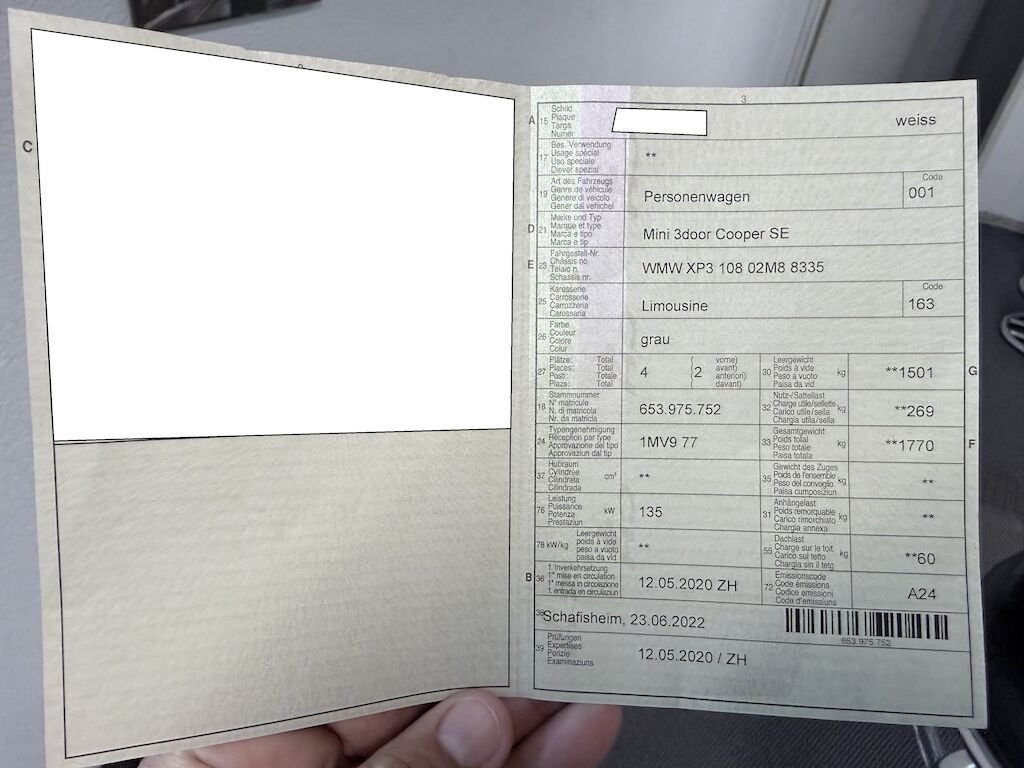 C
3
A 15 Schild Plaque Targa Numer weiss
17 Bes. Verwendung Usage spécial Uso speciale Diever spezial **
19 Art des Fahrzeugs Genre de véhicule Genere di veicolo Gener dal vehichel Personenwagen Code 001
D 21 Marke und Typ Marque et type Marca e tipo Marca e tip Mini 3door Cooper SE
E 23 Fahrgestell-Nr. Châssis no Telaio n. Schassis nr. WMW XP3 108 02M8 8335
25 Karosserie Carrosserie Carrozzeria Carossaria Limousine Code 163
26 Farbe Couleur Colore Colur grau
27 Plätze: Places: Posti: Plazs: Total Total Totale Total 4 ( 2 vorne) avant) anteriori) davant)
30 Leergewicht Poids à vide Peso a vuoto Paisa da vid kg **1501 G
18 Stammnummer N° matricule N. di matricola Nr. da matricla 653.975.752
32 Nutz-/Sattellast Charge utile/sellette Carico utile/sella Chargia utila/sella kg **269
24 Typengenehmigung Réception par type Approvazione del tipo Approvaziun dal tip 1MV9 77
33 Gesamtgewicht Poids total Peso totale Paisa totala kg **1770 F
37 Hubraum Cylindrée Cilindrata Cilindrada cm³ **
35 Gewicht des Zuges Poids de l'ensemble Peso del convoglio Paisa cumposiziun kg **
76 Leistung Puissance Potenza Prestaziun kW 135
31 Anhängelast Poids remorquable Carico rimorchiato Chargia annexa kg **
78 kW/kg Leergewicht poids à vide peso a vuoto paisa da vid **
55 Dachlast Charge sur le toit Carico sul tetto Chargia sin il tetg kg **60
B 36 1. Inverkehrsetzung 1re mise en circulation 1a messa in circolazione 1. entrada en circulaziun 12.05.2020 ZH
72 Emissionscode Code émissions Codice emissioni Code d'emissiuns A24
38 Schafisheim, 23.06.2022
653.975.752
39 Prüfungen Expertises Perizie Examinaziuns 12.05.2020 / ZH